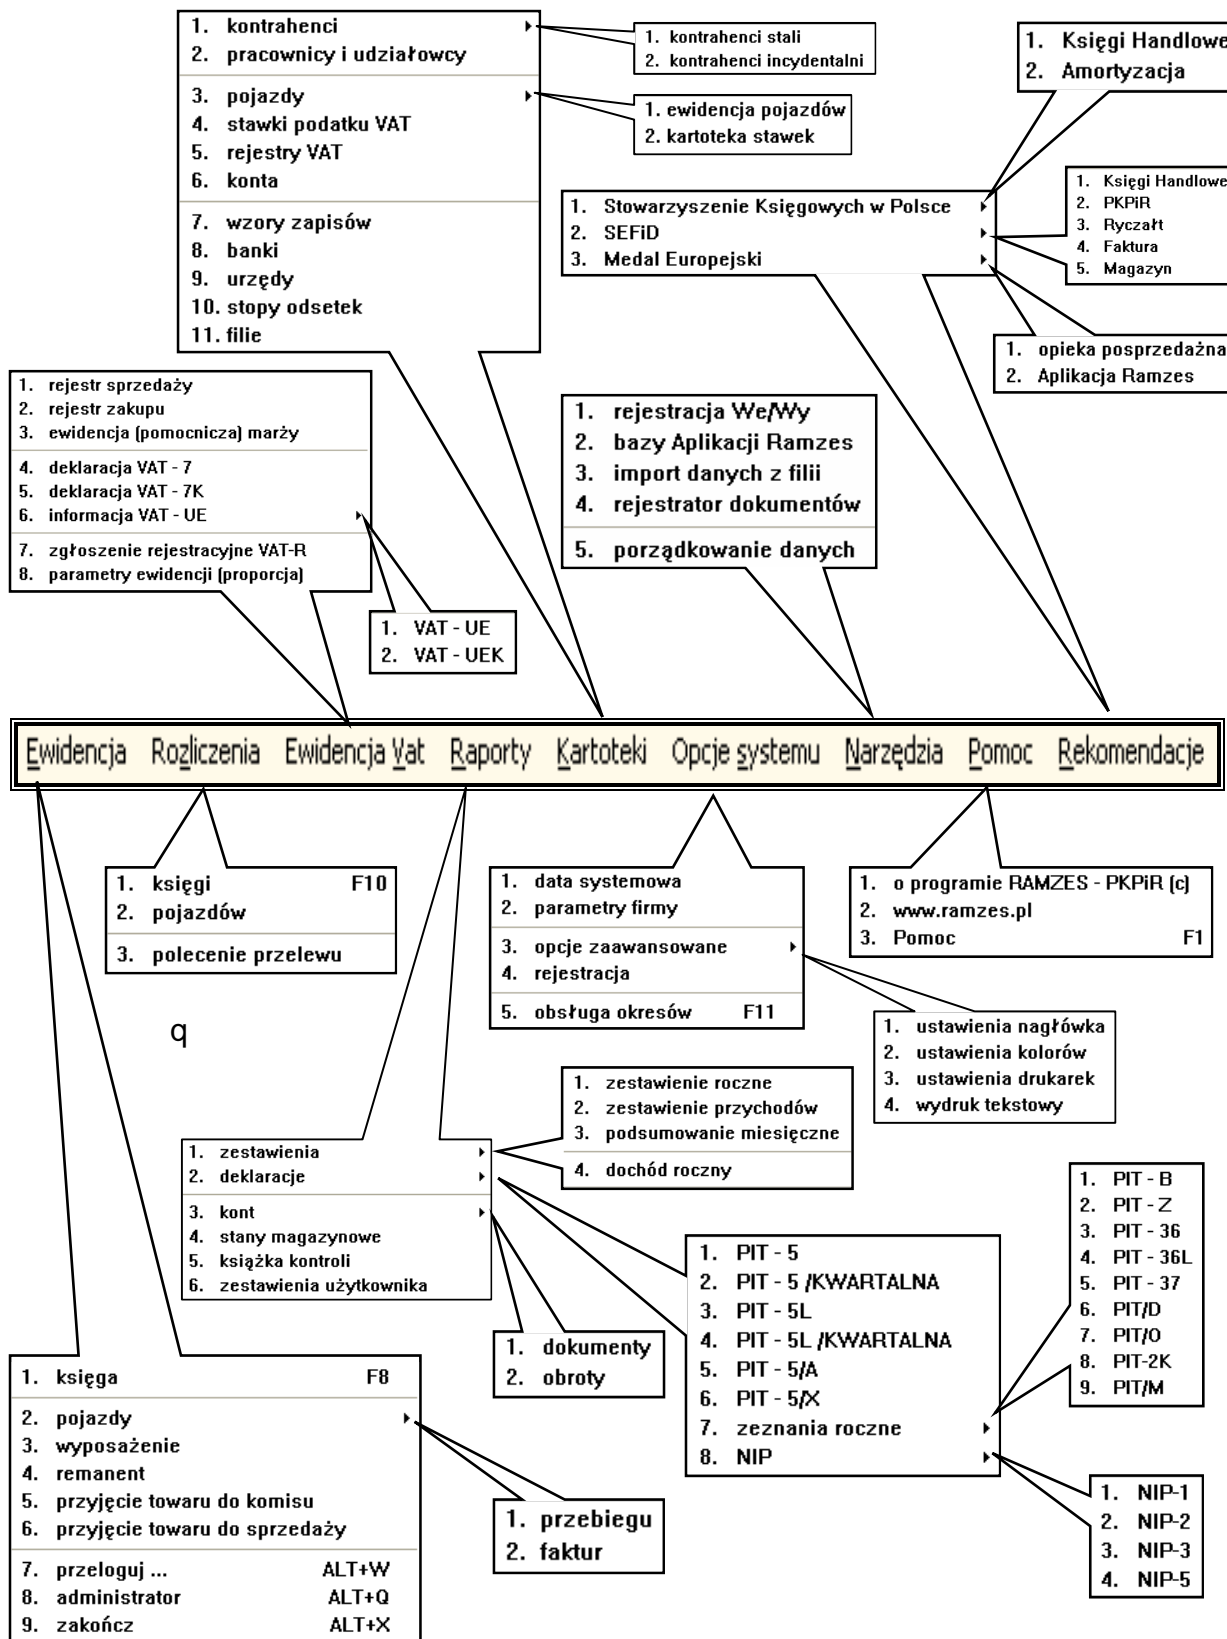 1. kontrahenci
2. pracownicy i udziałowcy
3. pojazdy
4. stawki podatku VAT
5. rejestry VAT
6. konta
7. wzory zapisów
8. banki
9. urzędy
10. stopy odsetek
11. filie
1. kontrahenci stali
2. kontrahenci incydentalni
1. ewidencja pojazdów
2. kartoteka stawek
1. Księgi Handlowe
2. Amortyzacja
1. Stowarzyszenie Księgowych w Polsce
2. SEFiD
3. Medal Europejski
1. Księgi Handlowe
2. PKPiR
3. Ryczałt
4. Faktura
5. Magazyn
1. opieka posprzedażna
2. Aplikacja Ramzes
1. rejestr sprzedaży
2. rejestr zakupu
3. ewidencja (pomocnicza) marży
4. deklaracja VAT - 7
5. deklaracja VAT - 7K
6. informacja VAT - UE
7. zgłoszenie rejestracyjne VAT-R
8. parametry ewidencji (proporcja)
1. VAT - UE
2. VAT - UEK
1. rejestracja We/Wy
2. bazy Aplikacji Ramzes
3. import danych z filii
4. rejestrator dokumentów
5. porządkowanie danych
Ewidencja Rozliczenia Ewidencja Vat Raporty Kartoteki Opcje systemu Narzędzia Pomoc Rekomendacje
1. księgi F10
2. pojazdów
3. polecenie przelewu
1. data systemowa
2. parametry firmy
3. opcje zaawansowane
4. rejestracja
5. obsługa okresów F11
1. o programie RAMZES - PKPiR (c)
2. www.ramzes.pl
3. Pomoc F1
1. ustawienia nagłówka
2. ustawienia kolorów
3. ustawienia drukarek
4. wydruk tekstowy
q
1. zestawienie roczne
2. zestawienie przychodów
3. podsumowanie miesięczne
4. dochód roczny
1. zestawienia
2. deklaracje
3. kont
4. stany magazynowe
5. książka kontroli
6. zestawienia użytkownika
1. PIT - 5
2. PIT - 5 /KWARTALNA
3. PIT - 5L
4. PIT - 5L /KWARTALNA
5. PIT - 5/A
6. PIT - 5/X
7. zeznania roczne
8. NIP
1. PIT - B
2. PIT - Z
3. PIT - 36
4. PIT - 36L
5. PIT - 37
6. PIT/D
7. PIT/O
8. PIT-2K
9. PIT/M
1. dokumenty
2. obroty
1. księga F8
2. pojazdy
3. wyposażenie
4. remanent
5. przyjęcie towaru do komisu
6. przyjęcie towaru do sprzedaży
7. przeloguj ... ALT+W
8. administrator ALT+Q
9. zakończ ALT+X
1. przebiegu
2. faktur
1. NIP-1
2. NIP-2
3. NIP-3
4. NIP-5